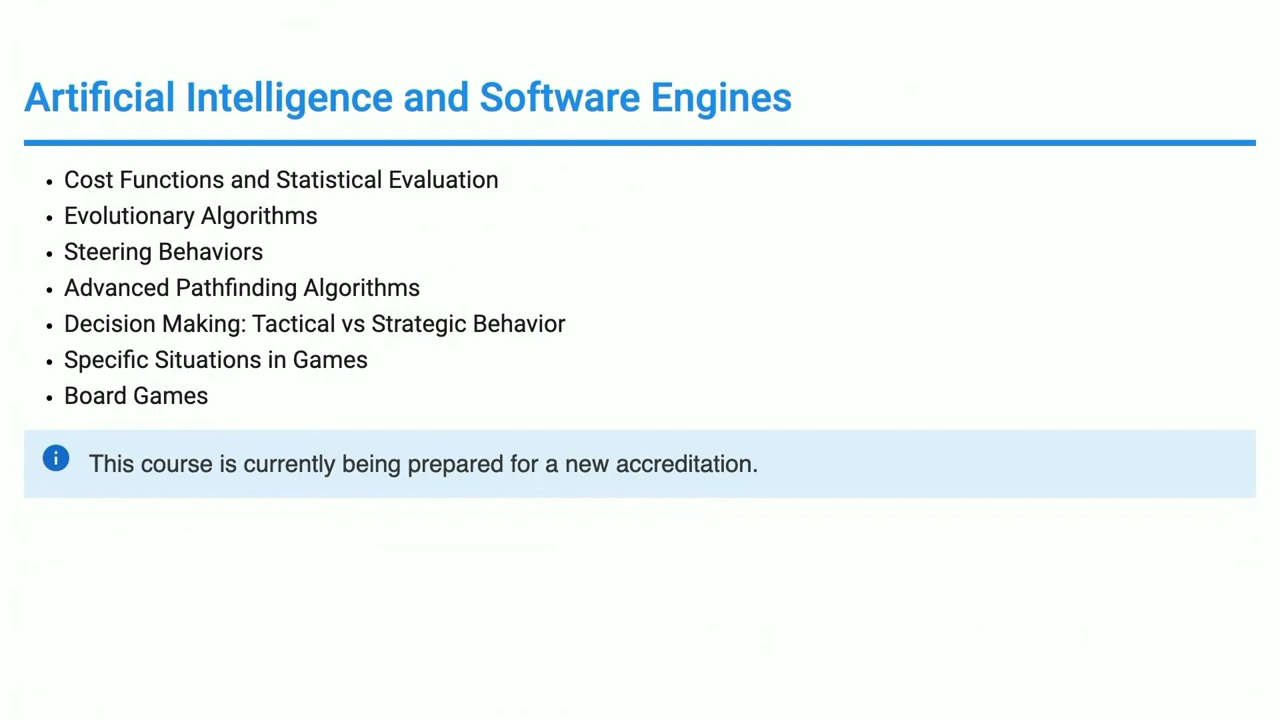 Artificial Intelligence and Software Engines
• Cost Functions and Statistical Evaluation
• Evolutionary Algorithms
• Steering Behaviors
• Advanced Pathfinding Algorithms
• Decision Making: Tactical vs Strategic Behavior
• Specific Situations in Games
• Board Games
This course is currently being prepared for a new accreditation.